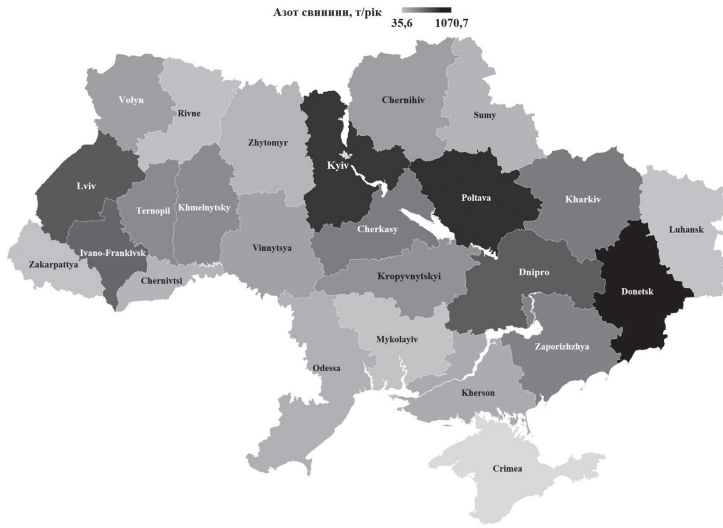 Азот свинини, т/рік
35,6 1070,7
Volyn
Rivne
Zhytomyr
Kyiv
Chernihiv
Sumy
Lviv
Ternopil
Khmelnytsky
Poltava
Kharkiv
Luhansk
Zakarpattya
Ivano-Frankivsk
Chernivtsi
Vinnytsya
Cherkasy
Kropyvnytskyi
Dnipro
Donetsk
Odessa
Mykolayiv
Zaporizhzhya
Kherson
Crimea